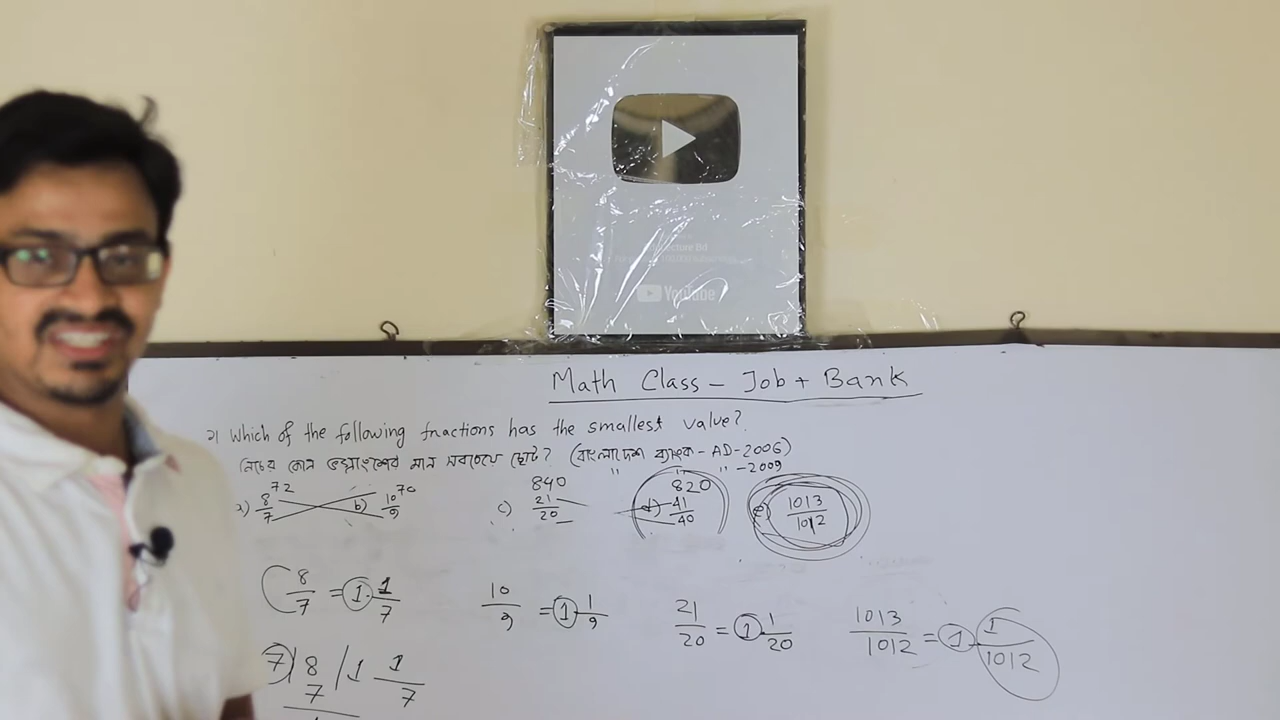 YouTube
Math Class - Job + Bank
২। Which of the following fractions has the smallest value?
নিচের কোন ভগ্নাংশের মান সবচেয়ে ছোট? (বাংলাদেশ ব্যাংক - AD-2006)
" " " -2009
72 70 840 820
a) 8/7 b) 10/9 c) 21/20 d) 41/40 e) 1013/1012
8/7 = 1 1/7 10/9 = 1 1/9 21/20 = 1 1/20 1013/1012 = 1 1/1012
7) 8 / 1 1/7
7